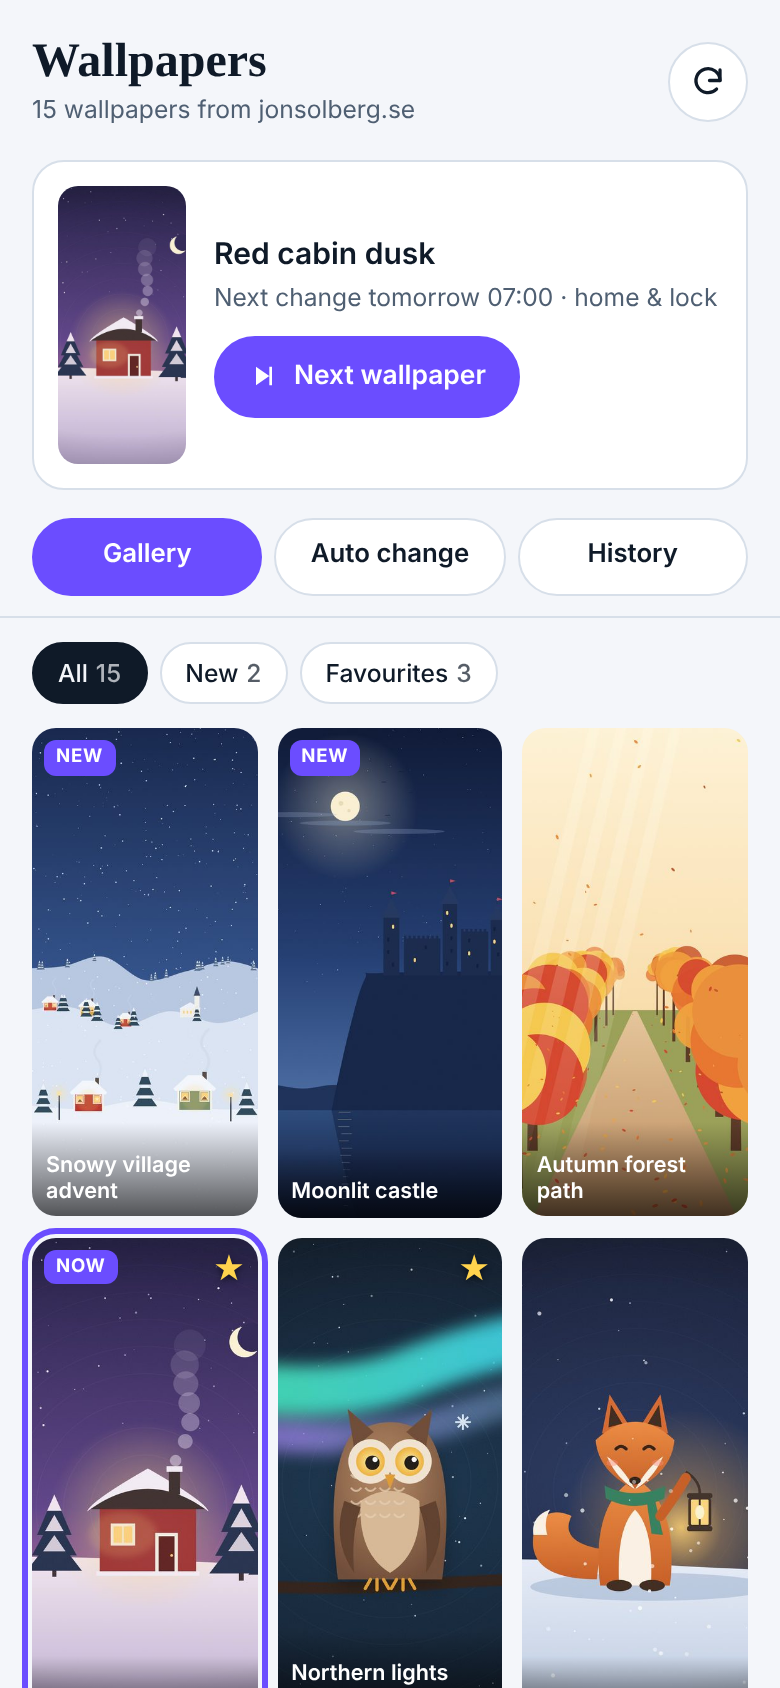 Wallpapers
15 wallpapers from jonsolberg.se
Red cabin dusk
Next change tomorrow 07:00 · home & lock
Next wallpaper
Gallery
Auto change
History
All 15
New 2
Favourites 3
NEW
NEW
Snowy village
advent
Moonlit castle
Autumn forest
path
NOW
Northern lights